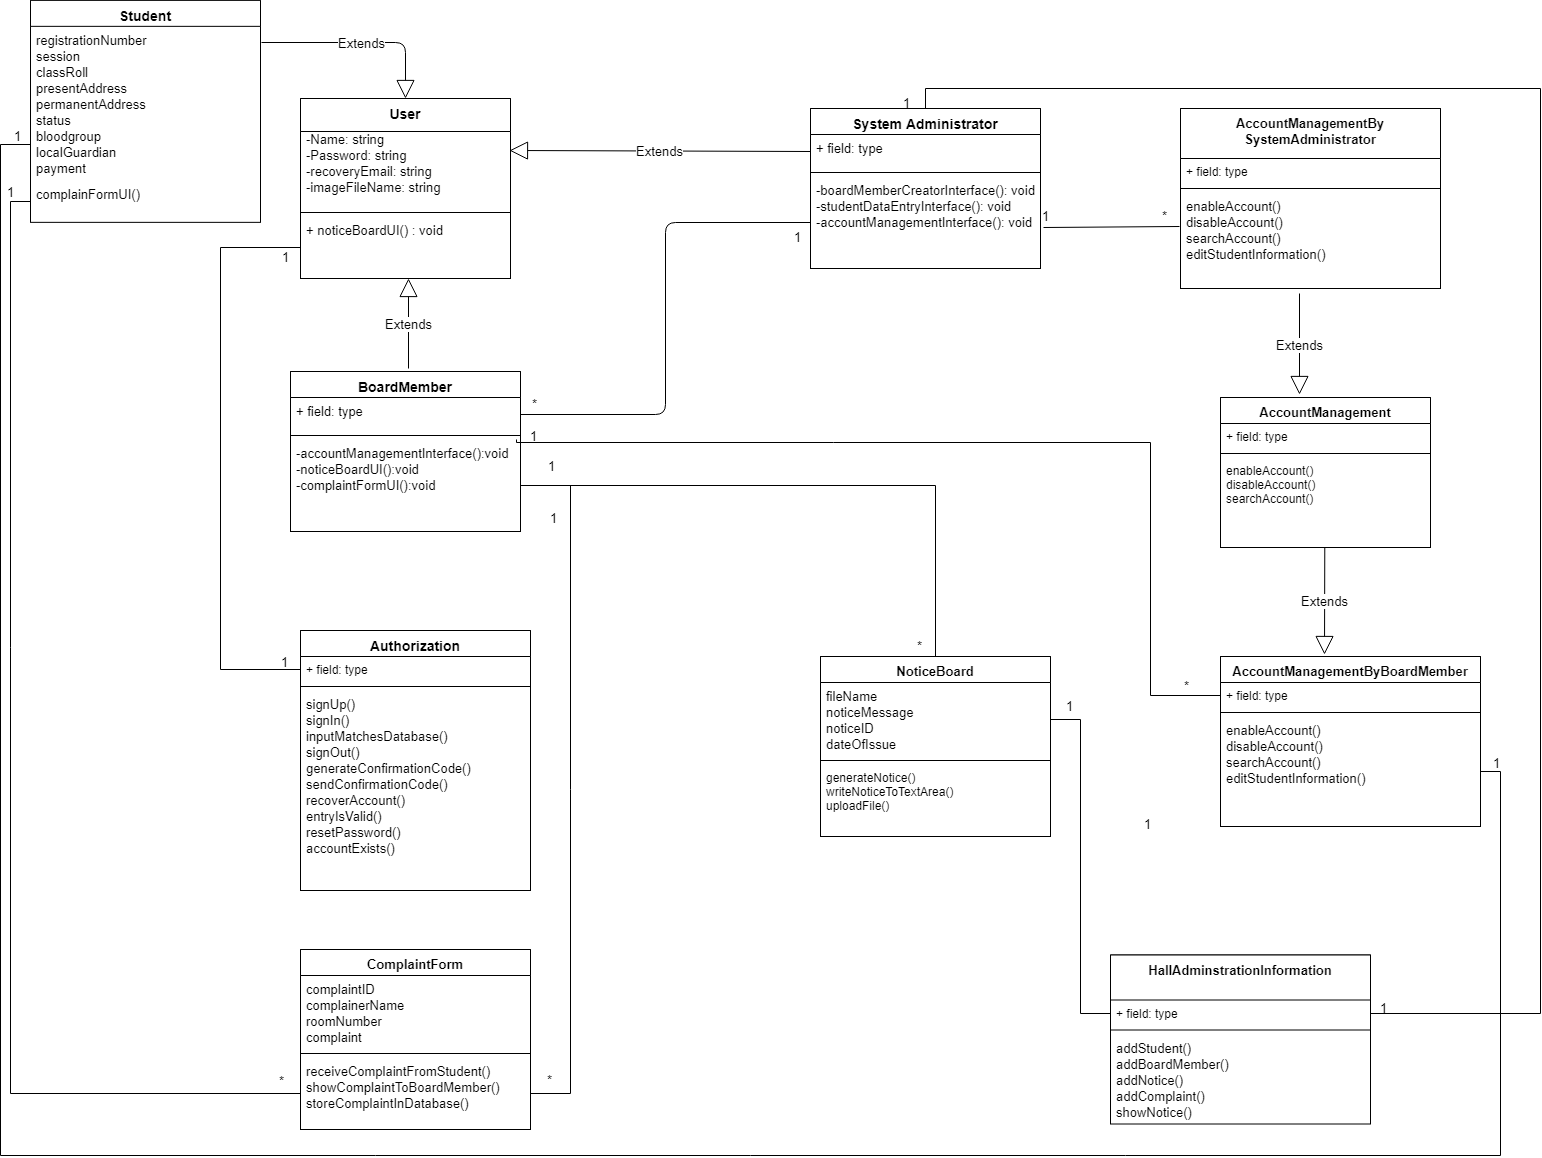 Student
registrationNumber
session
classRoll
presentAddress
permanentAddress
status
bloodgroup
localGuardian
payment
complainFormUI()
1
1
Extends
User
-Name: string
-Password: string
-recoveryEmail: string
-imageFileName: string
+ noticeBoardUI() : void
1
Extends
Extends
1
System Administrator
+ field: type
-boardMemberCreatorInterface(): void
-studentDataEntryInterface(): void
-accountManagementInterface(): void
1
1
*
AccountManagementBy
SystemAdministrator
+ field: type
enableAccount()
disableAccount()
searchAccount()
editStudentInformation()
Extends
BoardMember
+ field: type
-accountManagementInterface():void
-noticeBoardUI():void
-complaintFormUI():void
*
1
1
1
AccountManagement
+ field: type
enableAccount()
disableAccount()
searchAccount()
Extends
Authorization
+ field: type
signUp()
signIn()
inputMatchesDatabase()
signOut()
generateConfirmationCode()
sendConfirmationCode()
recoverAccount()
entryIsValid()
resetPassword()
accountExists()
1
*
NoticeBoard
fileName
noticeMessage
noticeID
dateOfIssue
generateNotice()
writeNoticeToTextArea()
uploadFile()
1
*
AccountManagementByBoardMember
+ field: type
enableAccount()
disableAccount()
searchAccount()
editStudentInformation()
1
1
ComplaintForm
complaintID
complainerName
roomNumber
complaint
receiveComplaintFromStudent()
showComplaintToBoardMember()
storeComplaintInDatabase()
*
*
HallAdminstrationInformation
+ field: type
addStudent()
addBoardMember()
addNotice()
addComplaint()
showNotice()
1